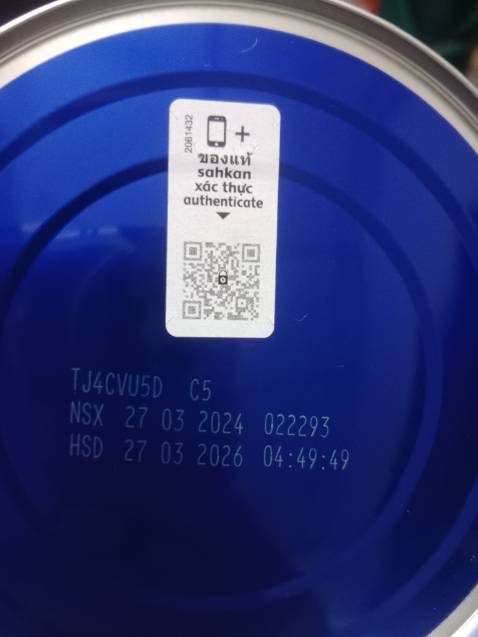 2061432
+
ของแท้
sahkan
xác thực
authenticate
TJ4CVU5D C5
NSX 27 03 2024 022293
HSD 27 03 2026 04:49:49